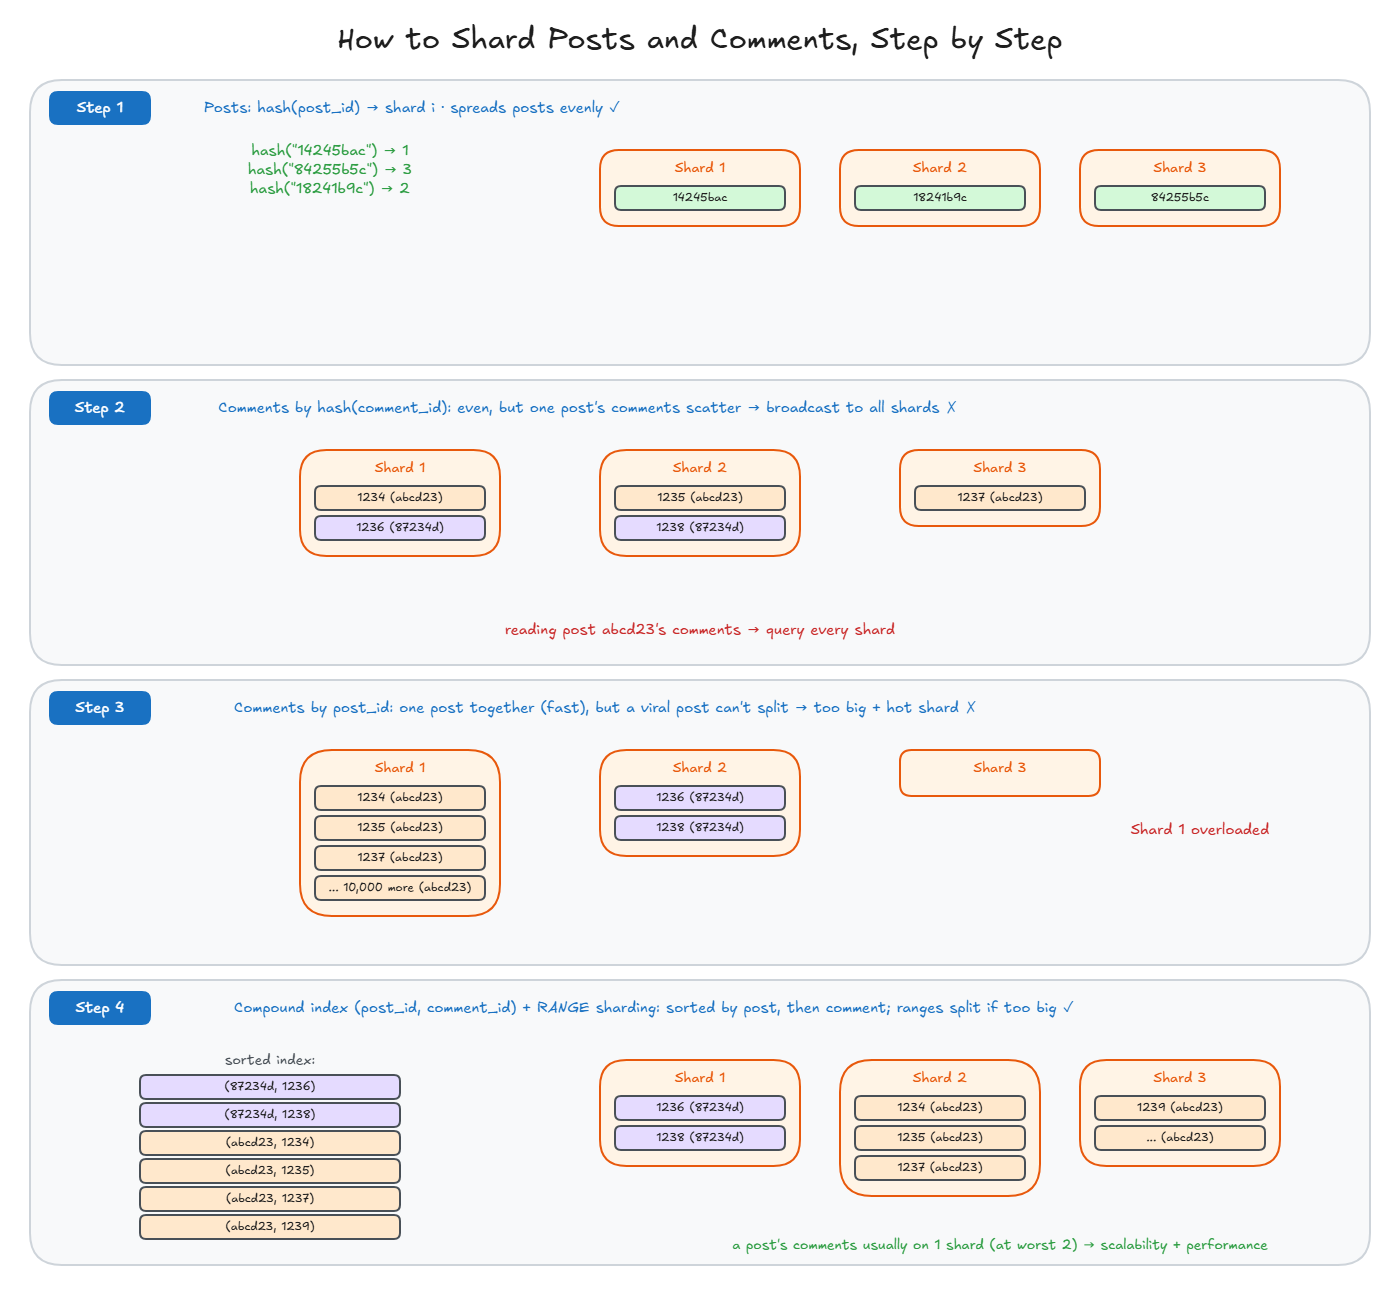 How to Shard Posts and Comments, Step by Step
Step 1
Posts: hash(post_id) → shard i · spreads posts evenly ✓
hash("14245bac") → 1
hash("84255b5c") → 3
hash("18241b9c") → 2
Shard 1
14245bac
Shard 2
18241b9c
Shard 3
84255b5c
Step 2
Comments by hash(comment_id): even, but one post's comments scatter → broadcast to all shards ✗
Shard 1
1234 (abcd23)
1236 (87234d)
Shard 2
1235 (abcd23)
1238 (87234d)
Shard 3
1237 (abcd23)
reading post abcd23's comments → query every shard
Step 3
Comments by post_id: one post together (fast), but a viral post can't split → too big + hot shard ✗
Shard 1
1234 (abcd23)
1235 (abcd23)
1237 (abcd23)
... 10,000 more (abcd23)
Shard 2
1236 (87234d)
1238 (87234d)
Shard 3
Shard 1 overloaded
Step 4
Compound index (post_id, comment_id) + RANGE sharding: sorted by post, then comment; ranges split if too big ✓
sorted index:
(87234d, 1236)
(87234d, 1238)
(abcd23, 1234)
(abcd23, 1235)
(abcd23, 1237)
(abcd23, 1239)
Shard 1
1236 (87234d)
1238 (87234d)
Shard 2
1234 (abcd23)
1235 (abcd23)
1237 (abcd23)
Shard 3
1239 (abcd23)
... (abcd23)
a post's comments usually on 1 shard (at worst 2) → scalability + performance